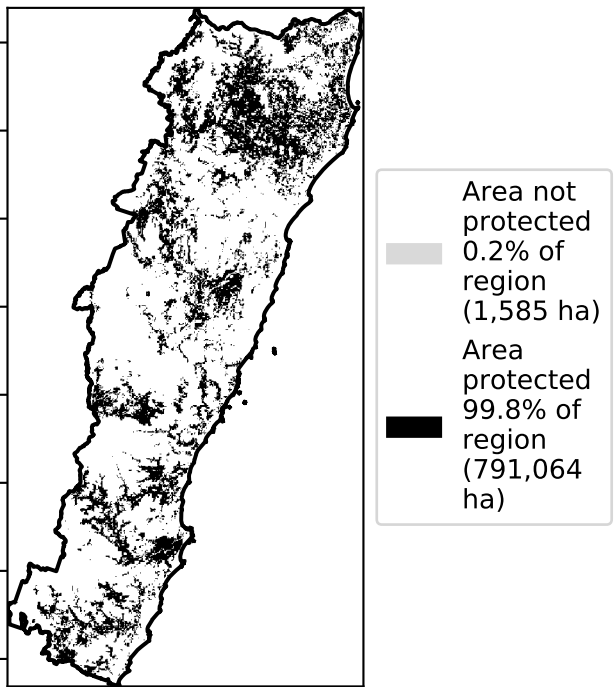 Area not
protected
0.2% of
region
(1,585 ha)
Area
protected
99.8% of
region
(791,064
ha)